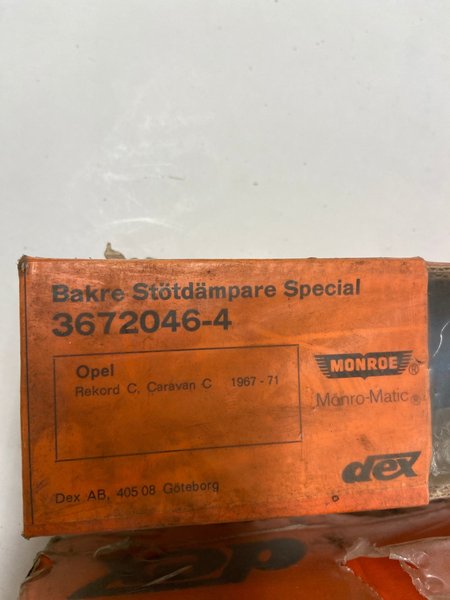 Bakre Stötdämpare Special
3672046-4
Opel
Rekord C, Caravan C 1967-71
MONROE®
Monro-Matic®
dex
Dex AB, 405 08 Göteborg
dex